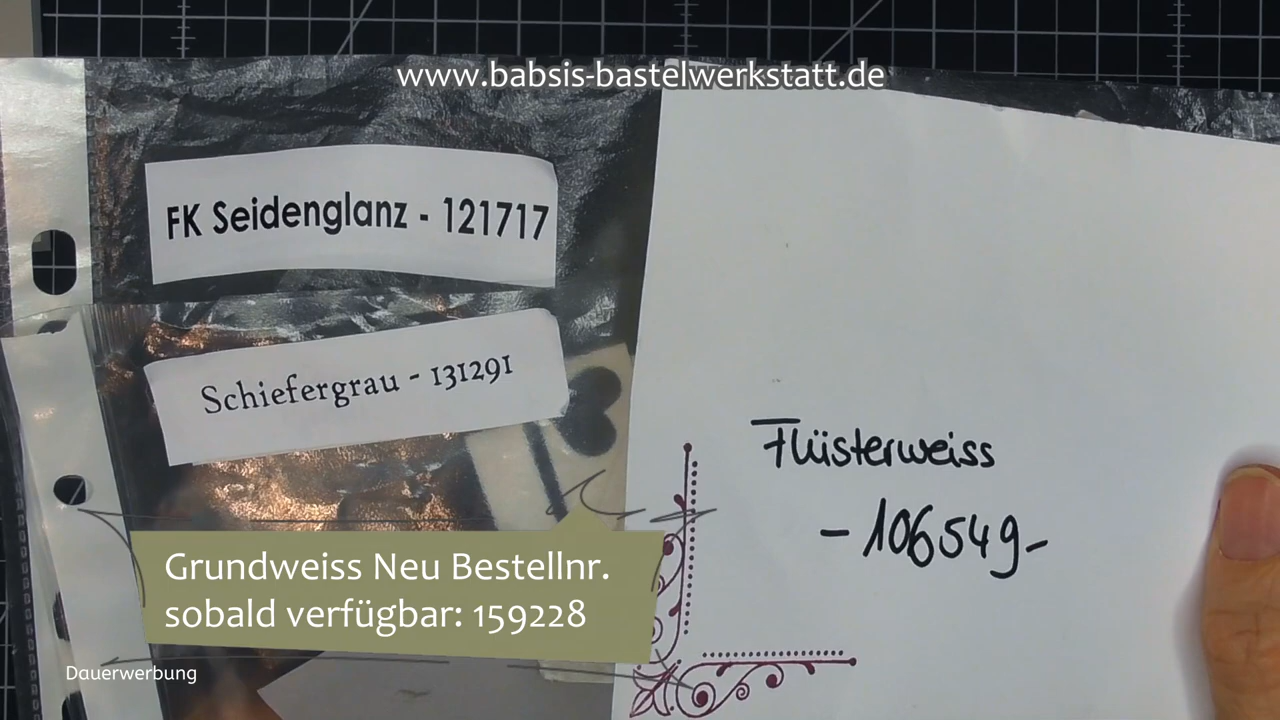 www.babsis-bastelwerkstatt.de
FK Seidenglanz - 121717
Schiefergrau - 131291
Flüsterweiss
-106549-
Grundweiss Neu Bestellnr.
sobald verfügbar: 159228
Dauerwerbung